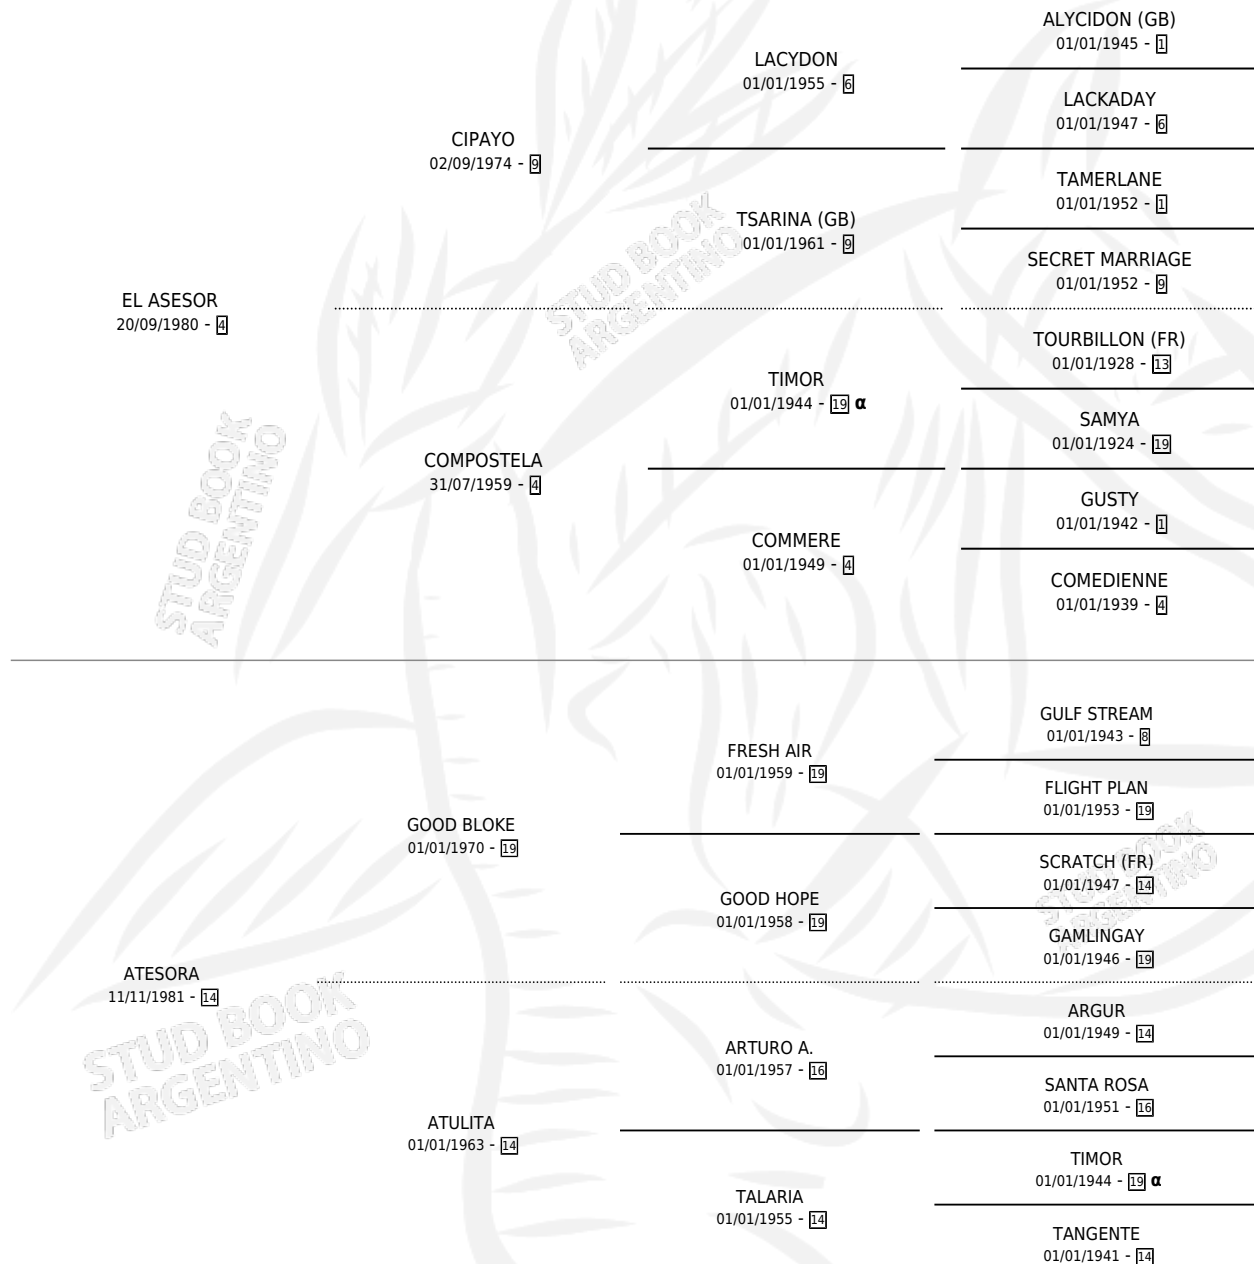 ALYCIDON (GB)
01/01/1945 - 1
LACYDON
01/01/1955 - 6
LACKADAY
01/01/1947 - 6
CIPAYO
02/09/1974 - 9
TAMERLANE
01/01/1952 - 1
TSARINA (GB)
01/01/1961 - 9
SECRET MARRIAGE
01/01/1952 - 9
EL ASESOR
20/09/1980 - 4
TOURBILLON (FR)
01/01/1928 - 13
TIMOR
01/01/1944 - 19 α
SAMYA
01/01/1924 - 19
COMPOSTELA
31/07/1959 - 4
GUSTY
01/01/1942 - 1
COMMERE
01/01/1949 - 4
COMEDIENNE
01/01/1939 - 4
GULF STREAM
01/01/1943 - 8
FRESH AIR
01/01/1959 - 19
FLIGHT PLAN
01/01/1953 - 19
GOOD BLOKE
01/01/1970 - 19
SCRATCH (FR)
01/01/1947 - 14
GOOD HOPE
01/01/1958 - 19
GAMLINGAY
01/01/1946 - 19
ATESORA
11/11/1981 - 14
ARGUR
01/01/1949 - 14
ARTURO A.
01/01/1957 - 16
SANTA ROSA
01/01/1951 - 16
ATULITA
01/01/1963 - 14
TIMOR
01/01/1944 - 19 α
TALARIA
01/01/1955 - 14
TANGENTE
01/01/1941 - 14
STUD BOOK
ARGENTINO
STUD BOOK
ARGENTINO
STUD BOOK
ARGENTINO
STUD BOOK
ARGENTINO